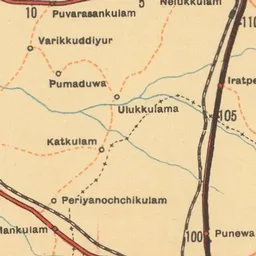 Nelukkulam
10
5
Puvarasankulam
110
Varikkuddiyur
Pumaduwa
Iratpe
Ulukkulama
105
Katkulam
Periyanochchikulam
Mankulam
100
Punewa